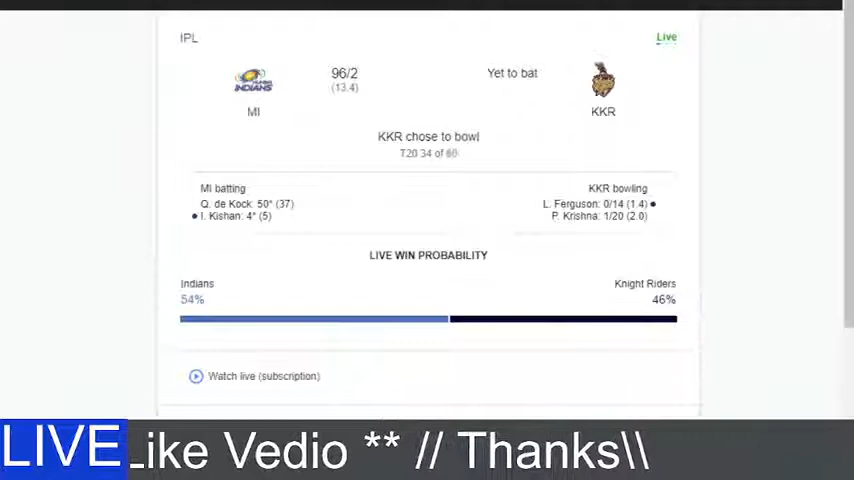 IPL
Live
96/2
(13.4)
Yet to bat
INDIANS
MI
KKR
KKR chose to bowl
T20 34 of 60
MI batting
KKR bowling
Q. de Kock: 50* (37)
L. Ferguson: 0/14 (1.4)
I. Kishan: 4* (5)
P. Krishna: 1/20 (2.0)
LIVE WIN PROBABILITY
Indians
Knight Riders
54%
46%
Watch live (subscription)
LIVE
Like Vedio ** // Thanks\\